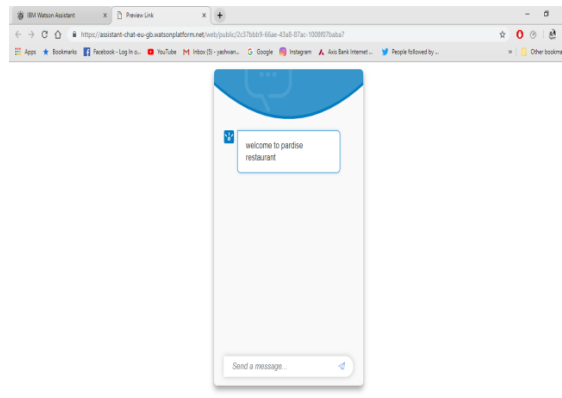 IBM Watson Assistant
Preview Link
https://assistant-chat-eu-gb.watsonplatform.net/web/public/2c57bbb9-66ae-43a8-87ac-
Apps Bookmarks Facebook - Log In o... YouTube M Inbox (3) - yashwan... G Google Instagram Axis Bank Internet ... People followed by ... » Other bookma
welcome to pardise
restaurant
Send a message...